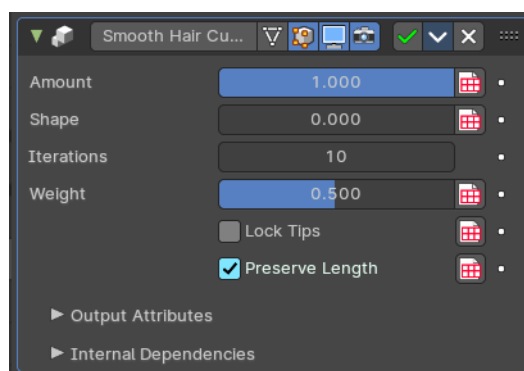 Smooth Hair Cu...
Amount 1.000
Shape 0.000
Iterations 10
Weight 0.500
Lock Tips
Preserve Length
Output Attributes
Internal Dependencies